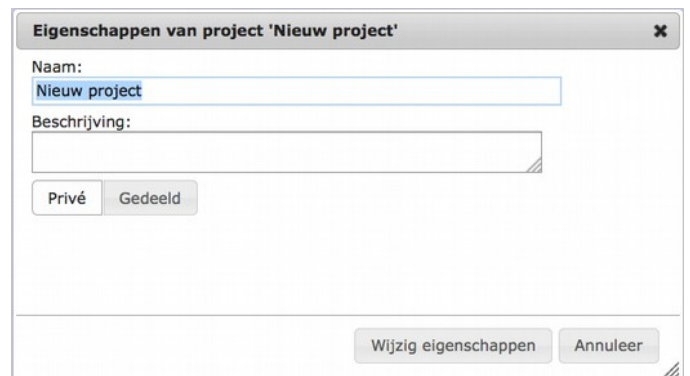 Eigenschappen van project 'Nieuw project'
Naam:
Nieuw project
Beschrijving:
Privé Gedeeld
Wijzig eigenschappen Annuleer